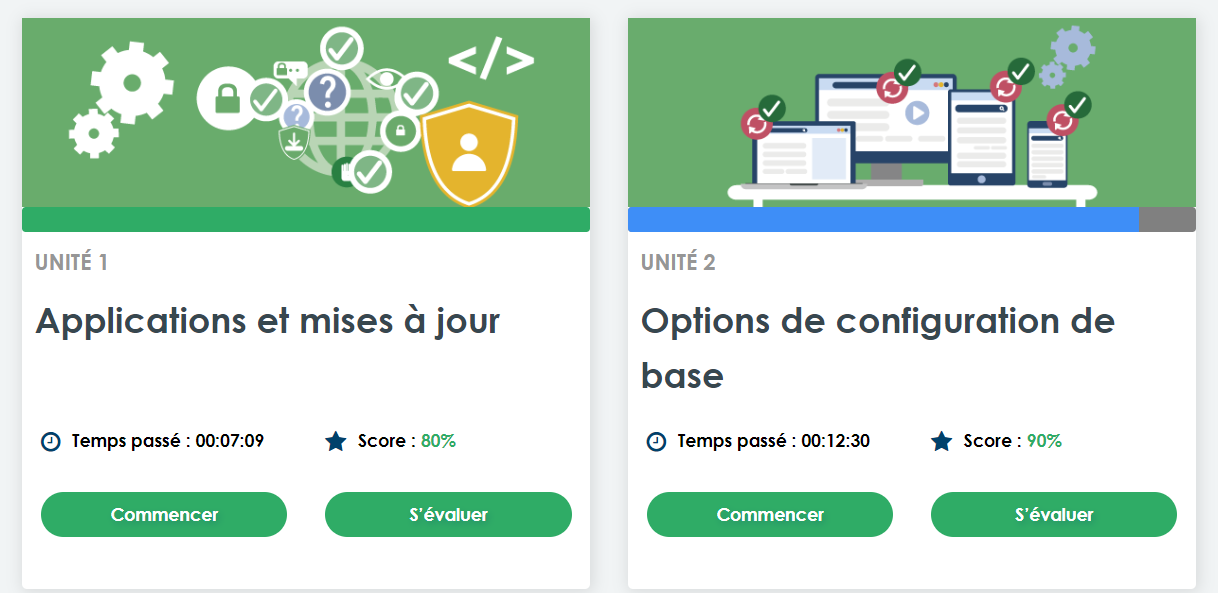 </>
?
?
UNITÉ 1
Applications et mises à jour
Temps passé : 00:07:09
Score : 80%
Commencer
S'évaluer
UNITÉ 2
Options de configuration de
base
Temps passé : 00:12:30
Score : 90%
Commencer
S'évaluer